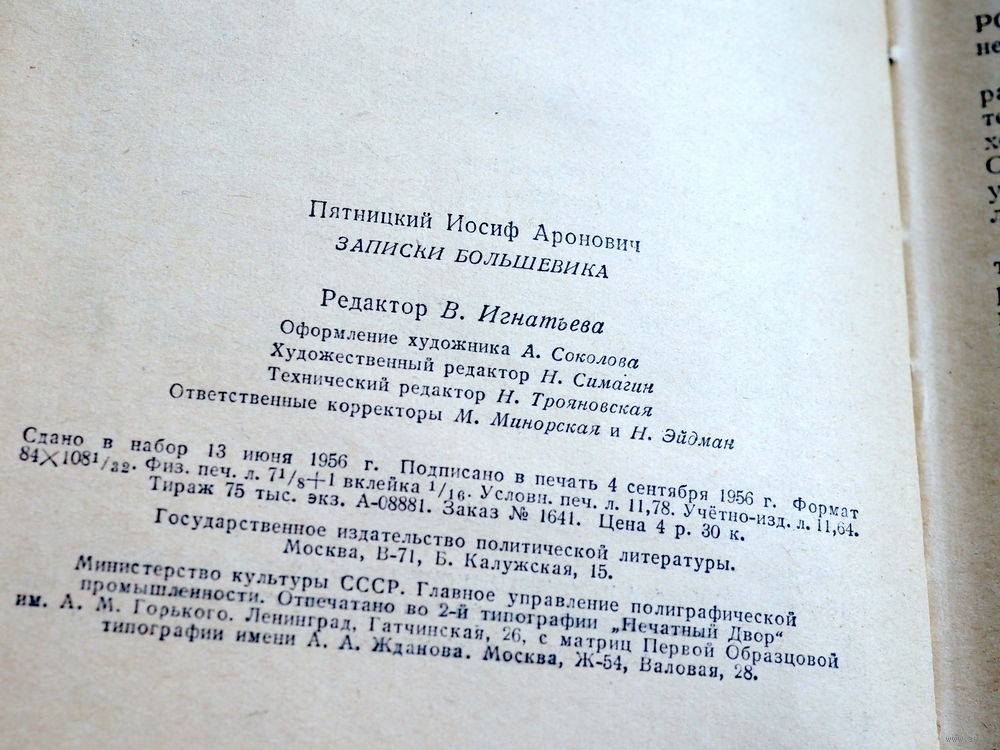 Пятницкий Иосиф Аронович
ЗАПИСКИ БОЛЬШЕВИКА
Редактор В. Игнатьева
Оформление художника А. Соколова
Художественный редактор Н. Симагин
Технический редактор Н. Трояновская
Ответственные корректоры М. Минорская и Н. Эйдман
Сдано в набор 13 июня 1956 г. Подписано в печать 4 сентября 1956 г. Формат
84×108¹/₃₂. Физ. печ. л. 7¹/₈+1 вклейка ¹/₁₆. Условн. печ. л. 11,78. Учётно-изд. л. 11,64.
Тираж 75 тыс. экз. А-08881. Заказ № 1641. Цена 4 р. 30 к.
Государственное издательство политической литературы.
Москва, В-71, Б. Калужская, 15.
Министерство культуры СССР. Главное управление полиграфической
промышленности. Отпечатано во 2-й типографии „Печатный Двор“
им. А. М. Горького. Ленинград, Гатчинская, 26, с матриц Первой Образцовой
типографии имени А. А. Жданова. Москва, Ж-54, Валовая, 28.